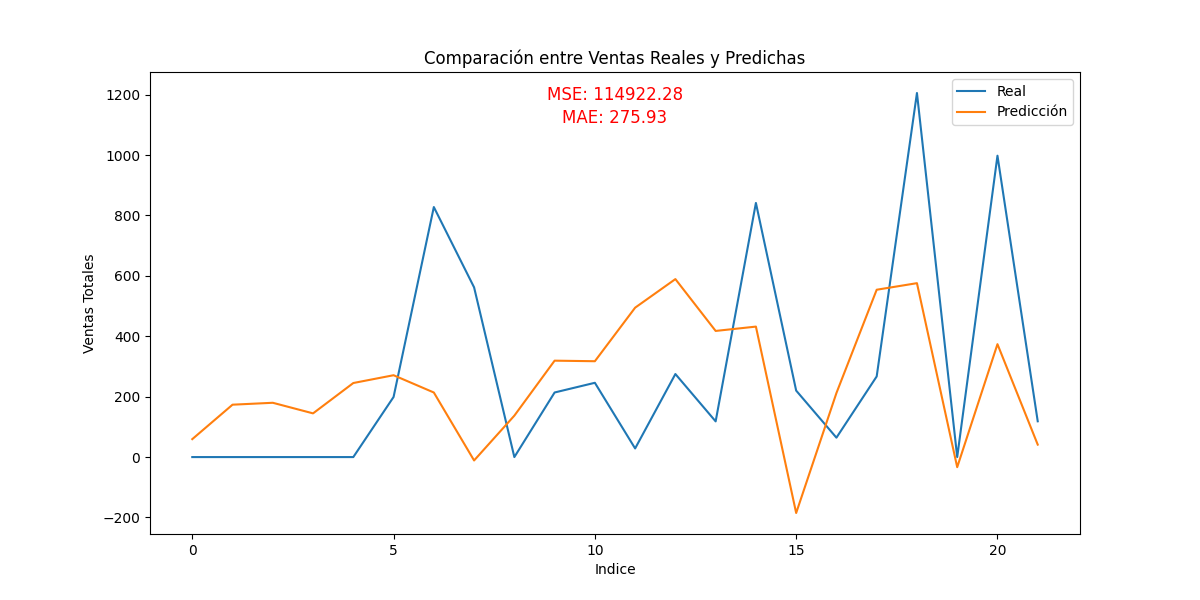 Comparación entre Ventas Reales y Predichas
MSE: 114922.28
MAE: 275.93
Real
Predicción
Ventas Totales
1200
1000
800
600
400
200
0
−200
0 5 10 15 20
Indice